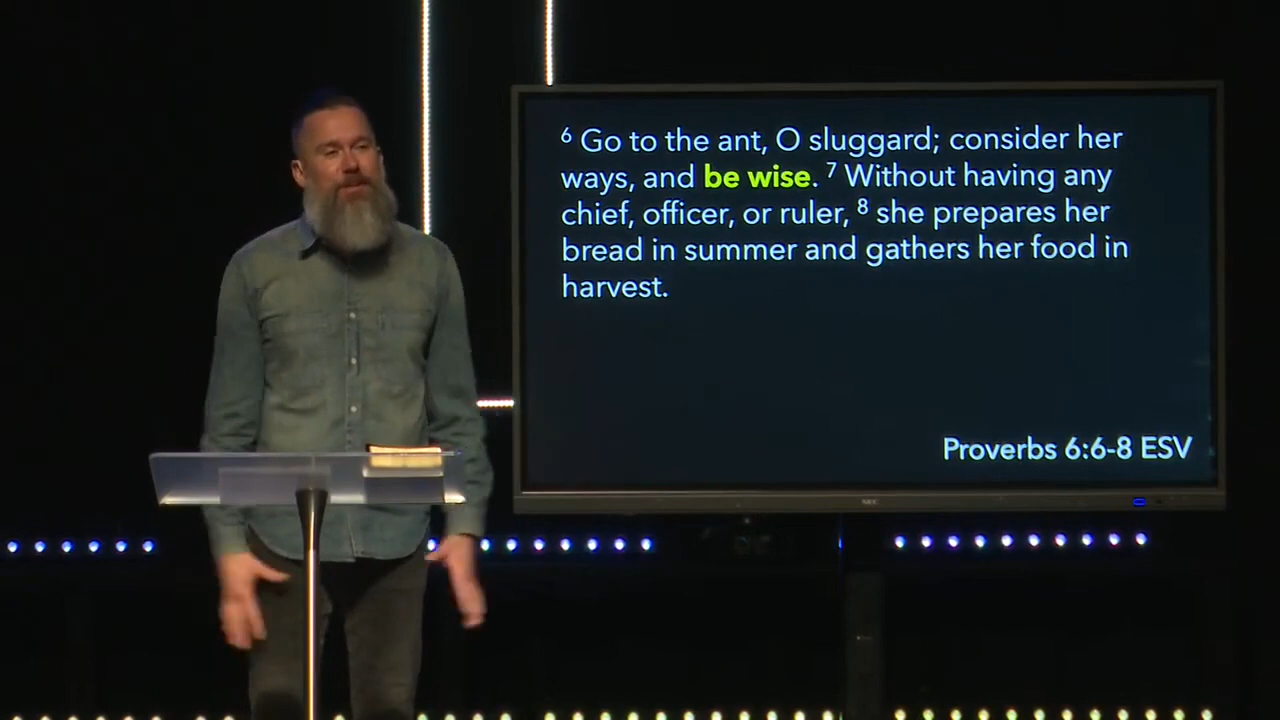 ⁶ Go to the ant, O sluggard; consider her
ways, and be wise. ⁷ Without having any
chief, officer, or ruler, ⁸ she prepares her
bread in summer and gathers her food in
harvest.
Proverbs 6:6-8 ESV
NEC